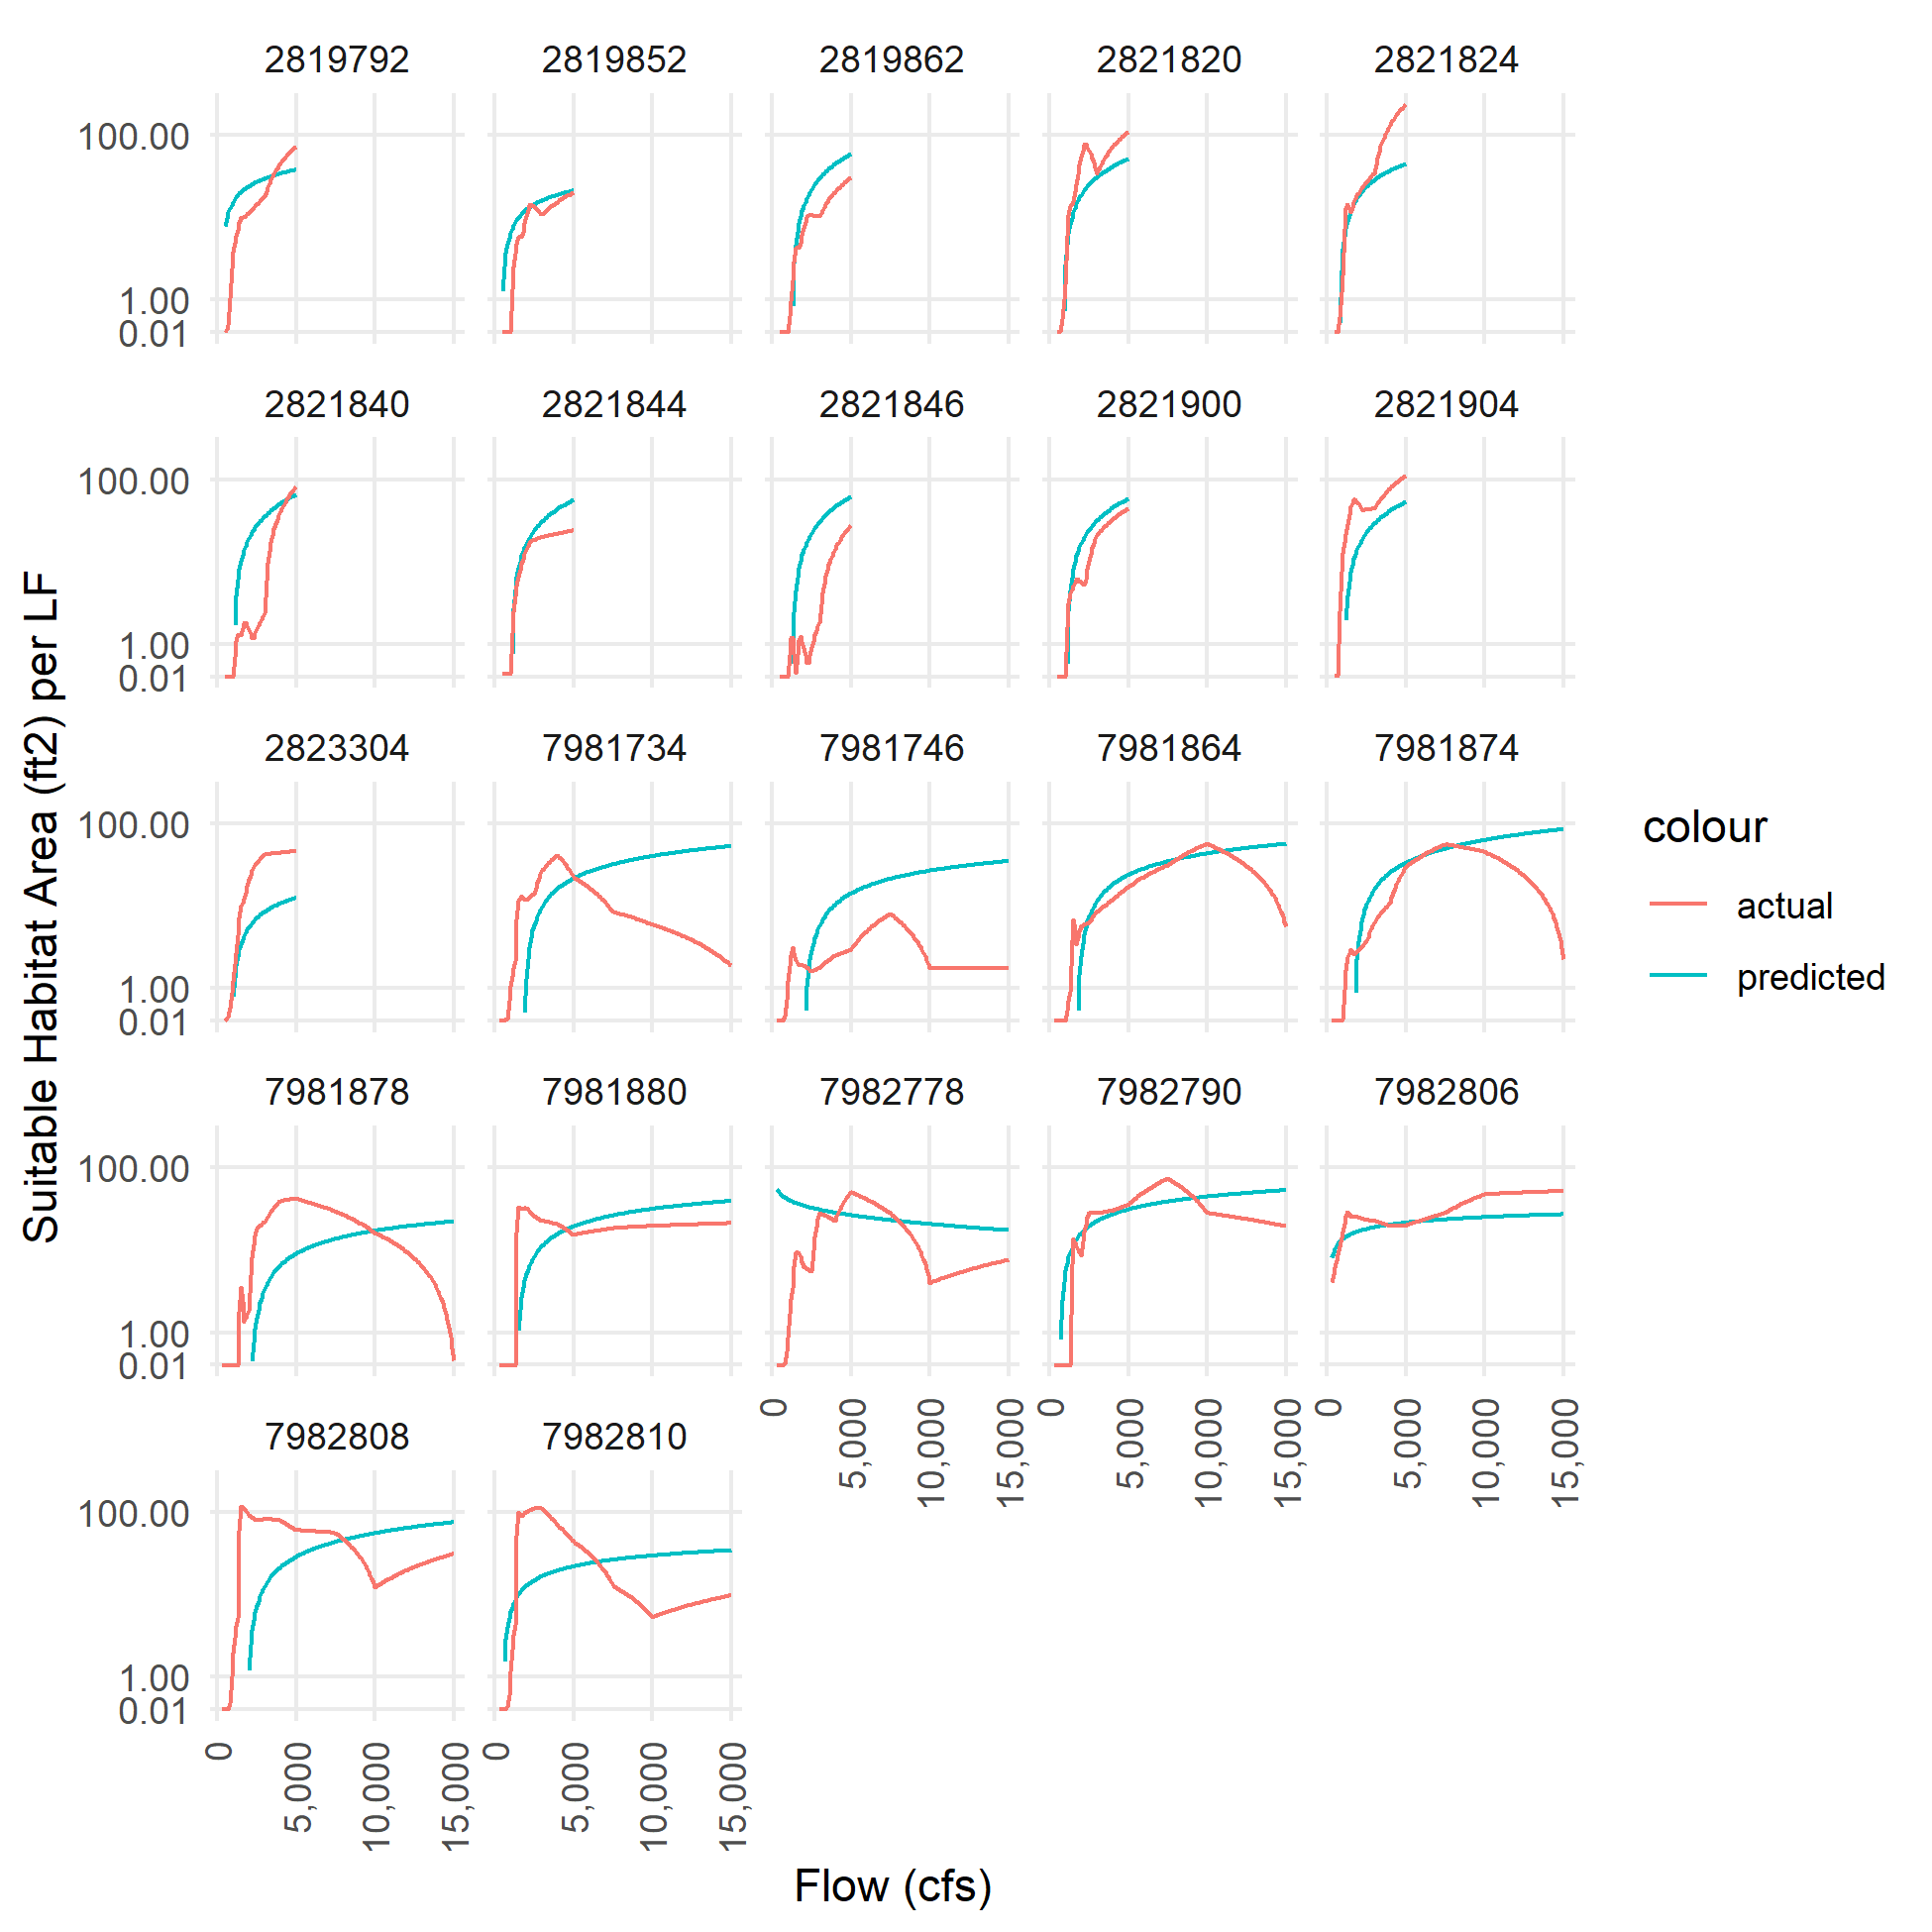 2819792 2819852 2819862 2821820 2821824
100.00
1.00
0.01
2821840 2821844 2821846 2821900 2821904
100.00
1.00
0.01
2823304 7981734 7981746 7981864 7981874
100.00
1.00
0.01
7981878 7981880 7982778 7982790 7982806
100.00
1.00
0.01
0 5,000 10,000 15,000 0 5,000 10,000 15,000 0 5,000 10,000 15,000
7982808 7982810
100.00
1.00
0.01
0 5,000 10,000 15,000 0 5,000 10,000 15,000
Flow (cfs)
Suitable Habitat Area (ft2) per LF
colour
actual
predicted